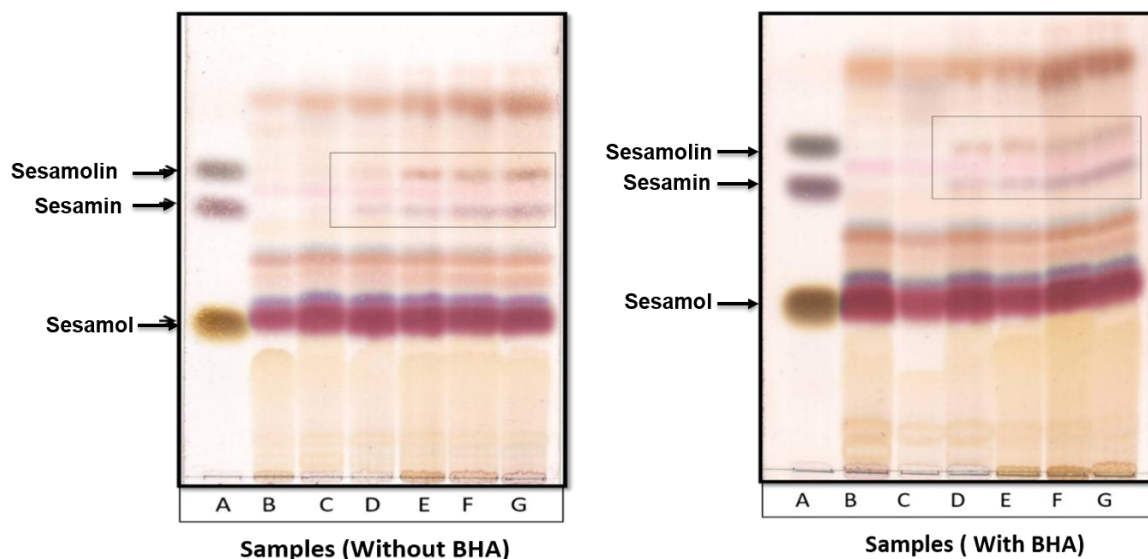 Sesamolin
Sesamin
Sesamol
A B C D E F G
Samples (Without BHA)
Sesamolin
Sesamin
Sesamol
A B C D E F G
Samples ( With BHA)